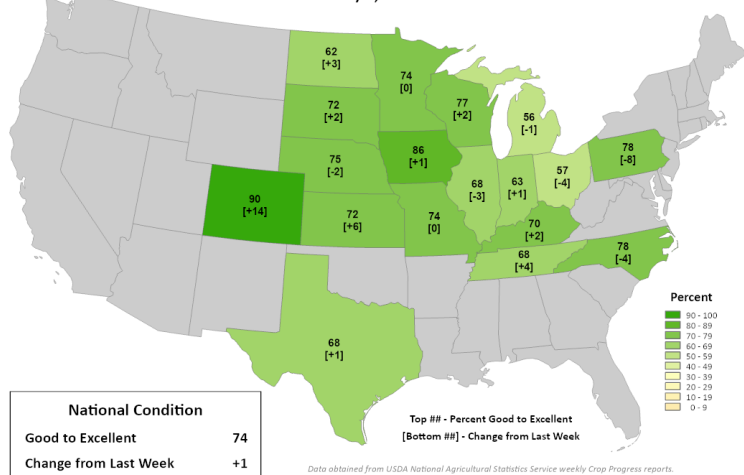 62
[+3]
74
[0]
77
[+2]
56
[-1]
72
[+2]
86
[+1]
78
[-8]
75
[-2]
68
[-3]
63
[+1]
57
[-4]
90
[+14]
72
[+6]
74
[0]
70
[+2]
68
[+4]
78
[-4]
68
[+1]
Percent
90 - 100
80 - 89
70 - 79
60 - 69
50 - 59
40 - 49
30 - 39
20 - 29
10 - 19
0 - 9
National Condition
Good to Excellent 74
Change from Last Week +1
Top ## - Percent Good to Excellent
[Bottom ##] - Change from Last Week
Data obtained from USDA National Agricultural Statistics Service weekly Crop Progress reports.